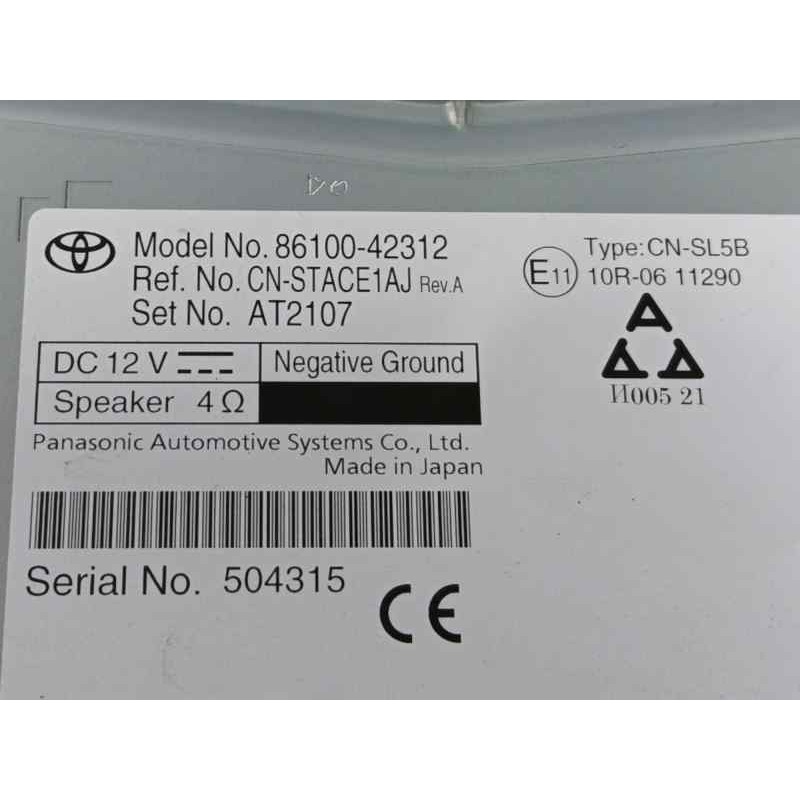 Model No. 86100-42312
Ref. No. CN-STACE1AJ Rev.A
Set No. AT2107
E11
Type: CN-SL5B
10R-06 11290
И005 21
DC 12 V
Negative Ground
Speaker 4 Ω
Panasonic Automotive Systems Co., Ltd.
Made in Japan
Serial No. 504315
CE